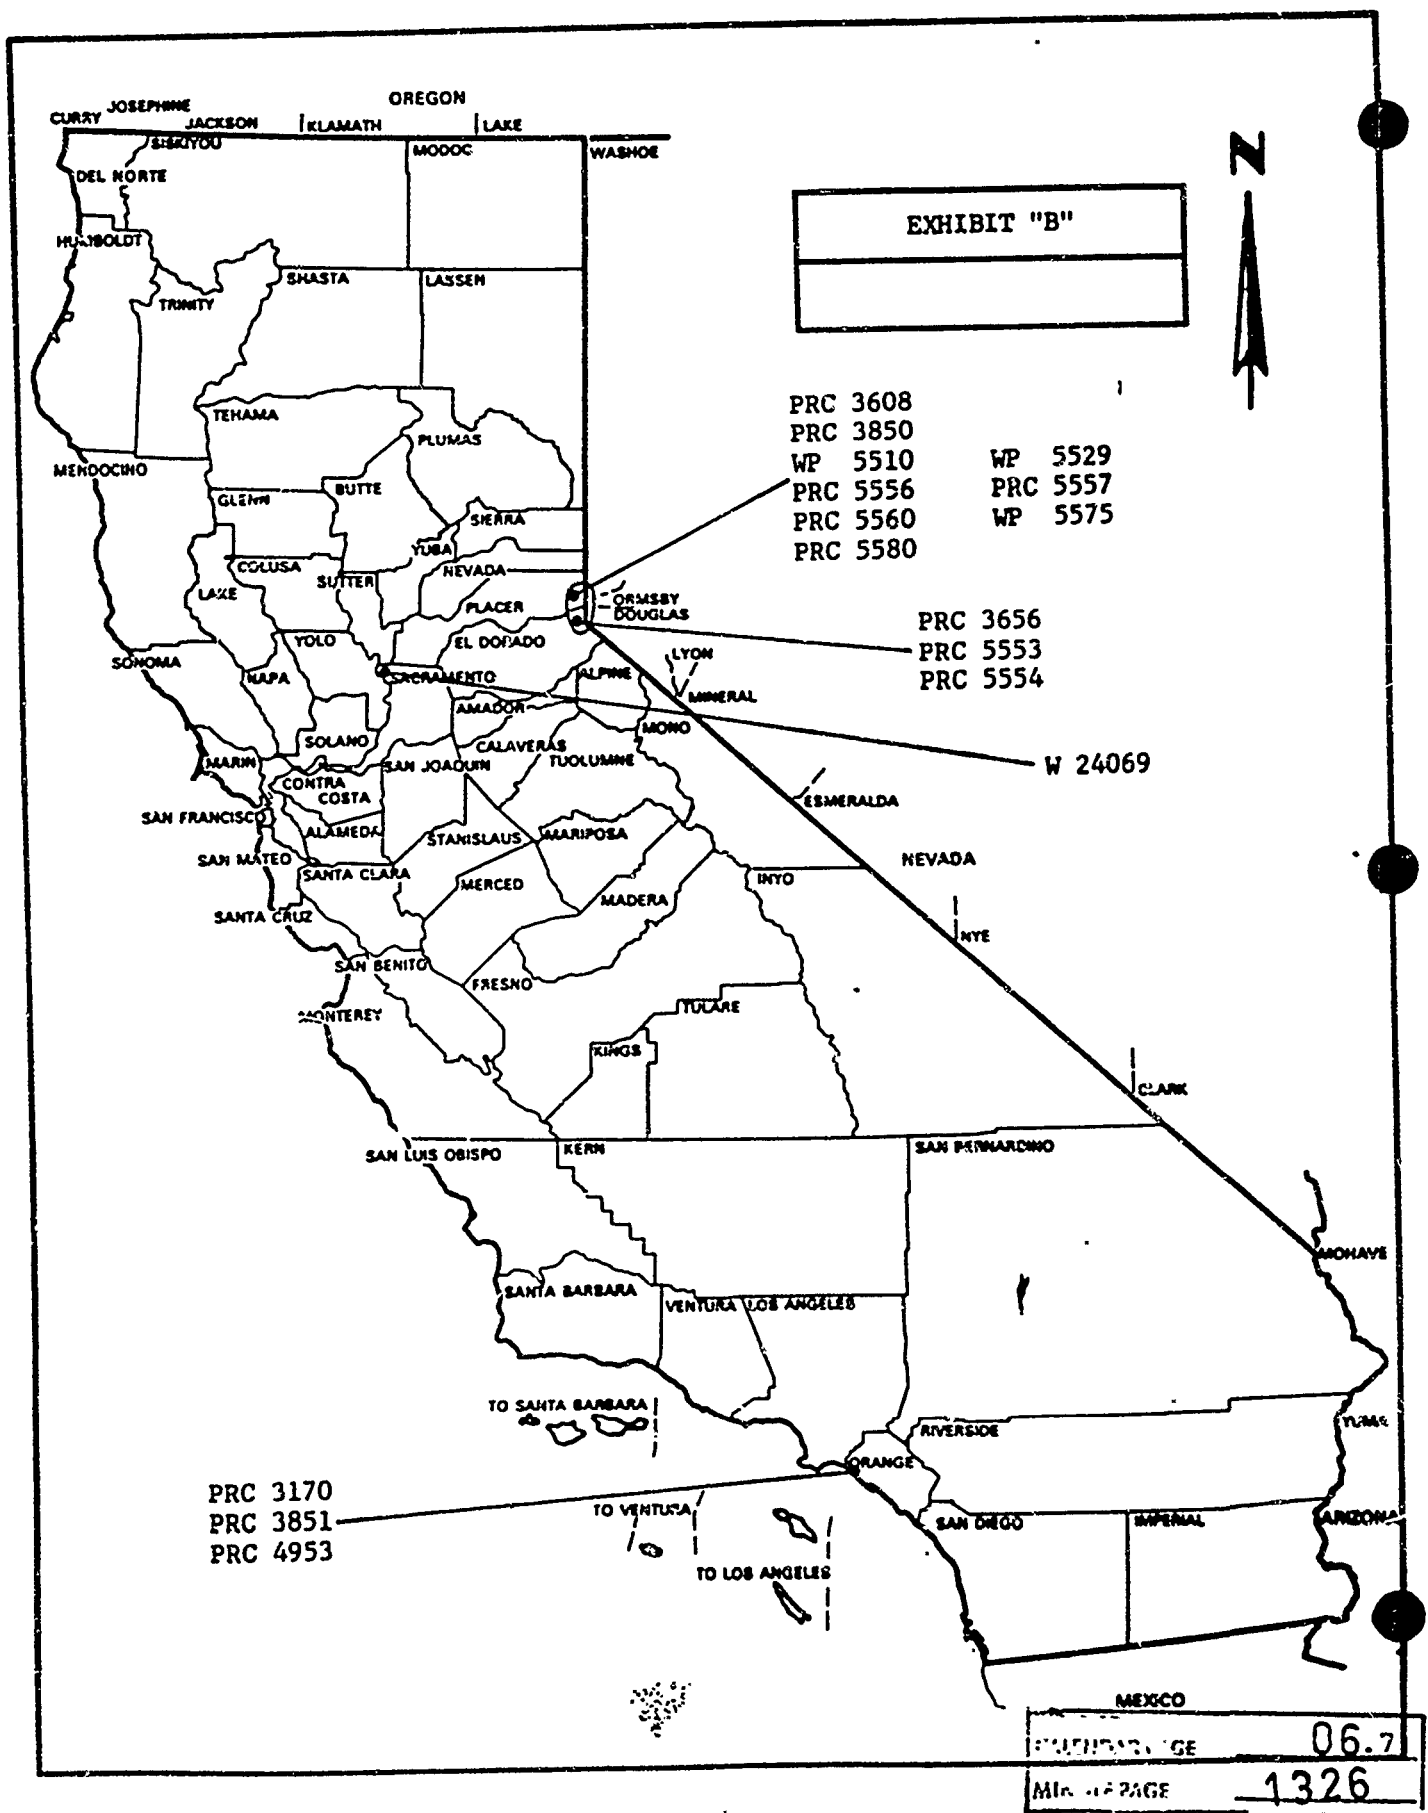 OREGON
CURRY JOSEPHINE JACKSON KLAMATH LAKE
SISKIYOU MODOC WASHOE
DEL NORTE
N
EXHIBIT "B"
HUMBOLDT
SHASTA LASSEN
TRINITY
PRC 3608
TEHAMA
PRC 3850
PLUMAS
WP 5510 WP 5529
MENDOCINO
PRC 5556 PRC 5557
GLENN BUTTE
PRC 5560 WP 5575
SIERRA
PRC 5580
YUBA
COLUSA SUTTER NEVADA
LAKE
PLACER ORMSBY
DOUGLAS
PRC 3656
YOLO EL DORADO
PRC 5553
SONOMA LYON
NAPA SACRAMENTO ALPINE
PRC 5554
MINERAL
AMADOR
MONO
SOLANO CALAVERAS
MARIN SAN JOAQUIN TUOLUMNE
W 24069
CONTRA
COSTA
ESMERALDA
SAN FRANCISCO
ALAMEDA STANISLAUS MARIPOSA
SAN MATEO
NEVADA
SANTA CLARA MERCED INYO
MADERA
SANTA CRUZ
NYE
SAN BENITO
FRESNO
MONTEREY TULARE
KINGS
CLARK
SAN LUIS OBISPO KERN SAN BERNARDINO
MOHAVE
SANTA BARBARA
VENTURA LOS ANGELES
TO SANTA BARBARA
YUMA
RIVERSIDE
ORANGE
PRC 3170
PRC 3851
PRC 4953
TO VENTURA
SAN DIEGO IMPERIAL ARIZONA
TO LOS ANGELES
MEXICO
06.7
PAGE 1326